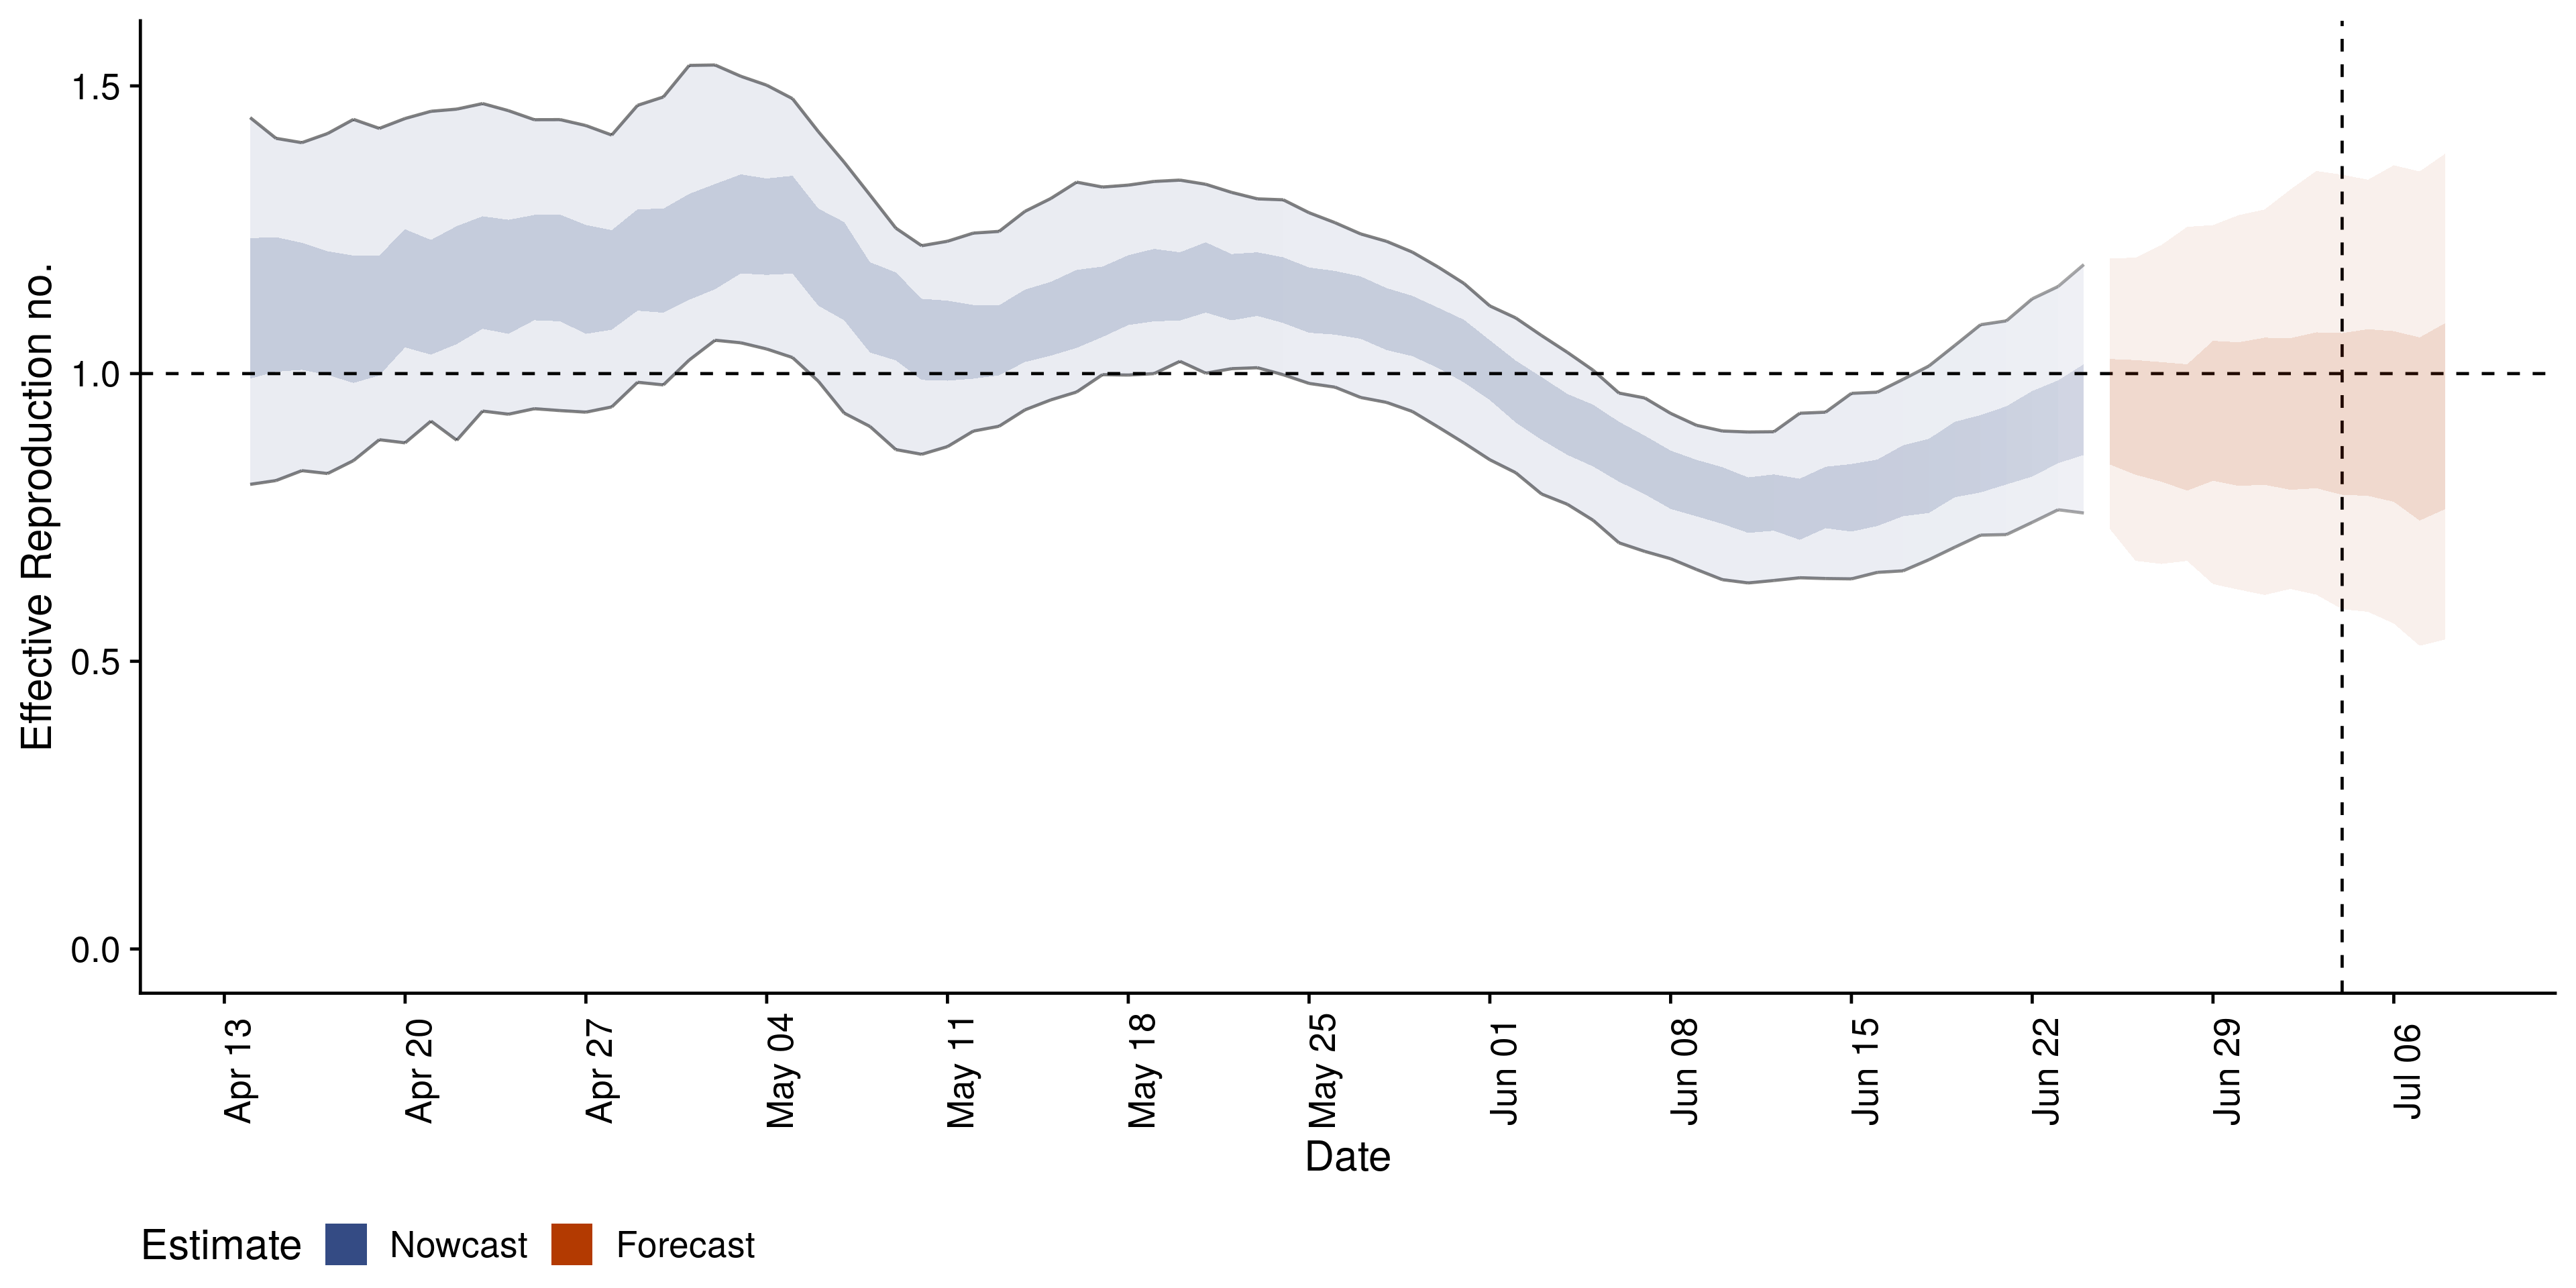 Effective Reproduction no.
1.5
1.0
0.5
0.0
Apr 13
Apr 20
Apr 27
May 04
May 11
May 18
May 25
Jun 01
Jun 08
Jun 15
Jun 22
Jun 29
Jul 06
Date
Estimate Nowcast Forecast